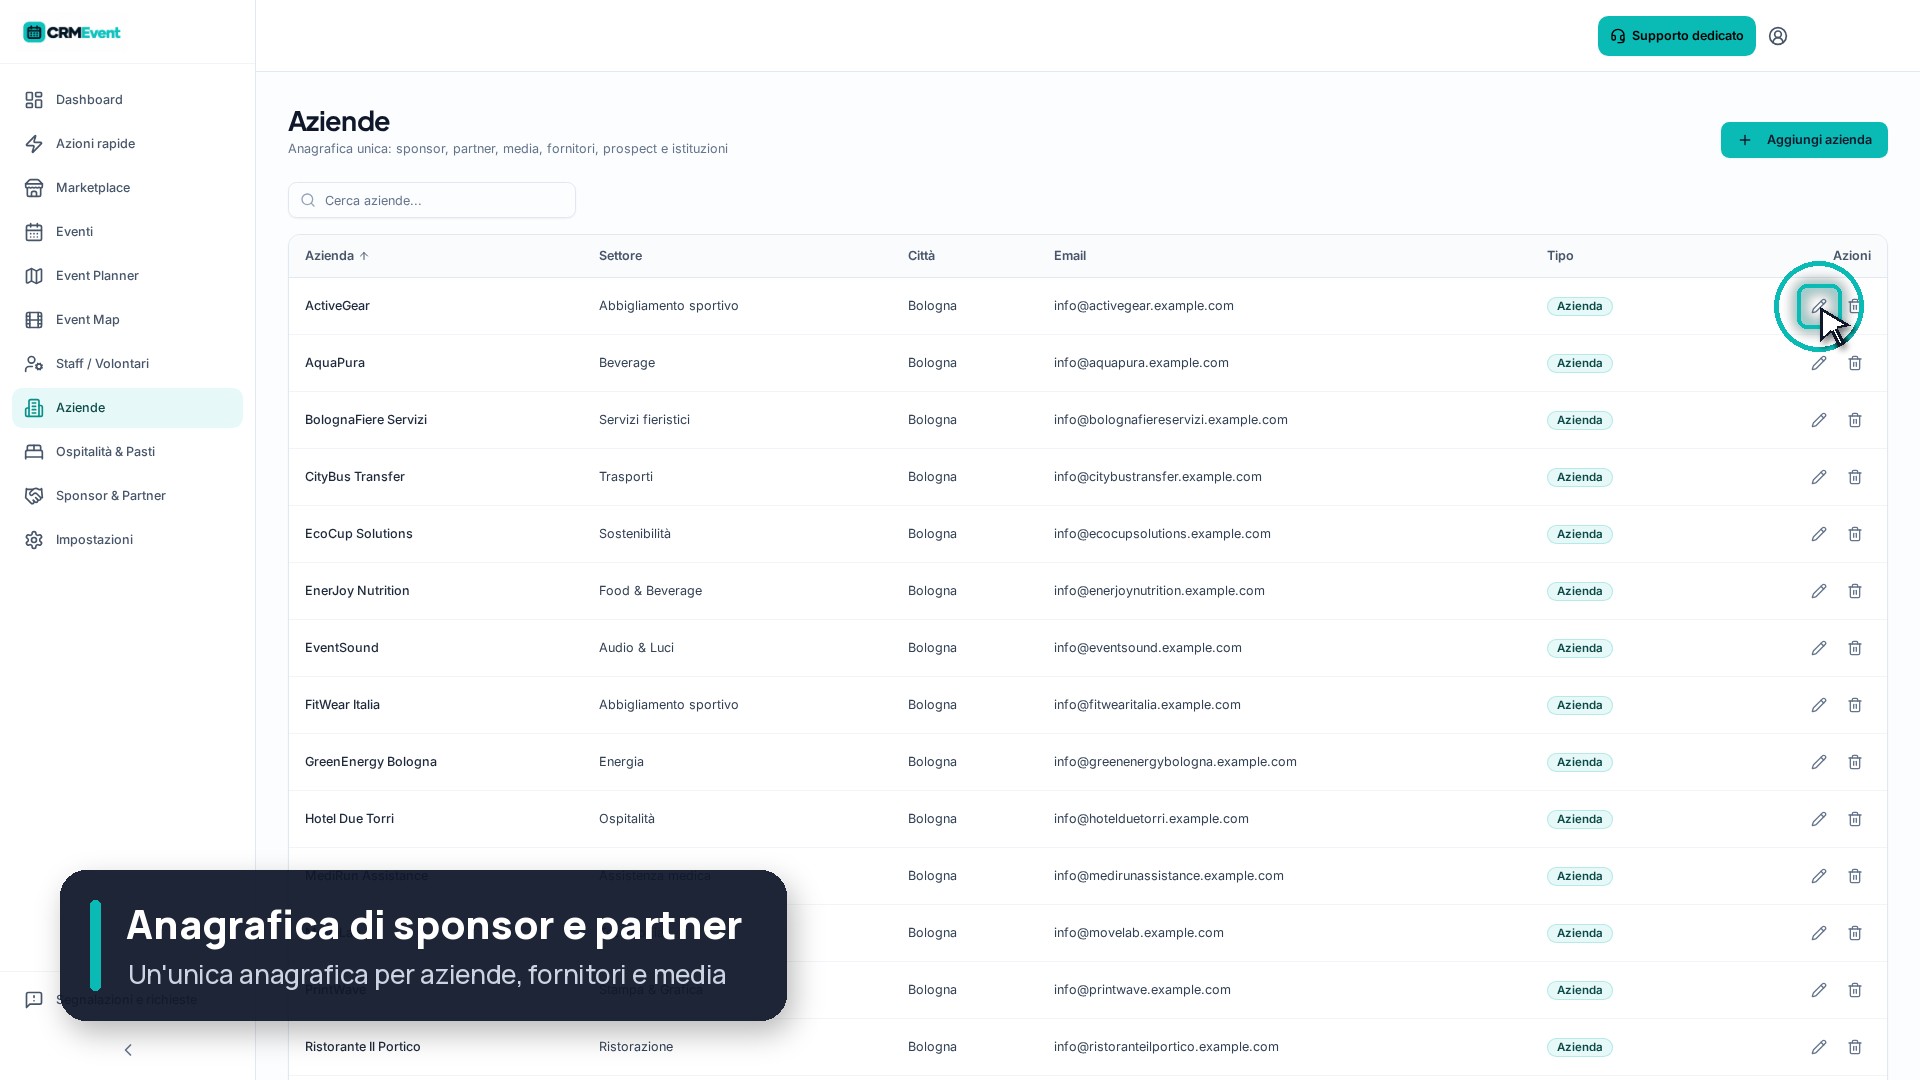 CRMEvent
Supporto dedicato
Dashboard
Azioni rapide
Marketplace
Eventi
Event Planner
Event Map
Staff / Volontari
Aziende
Ospitalità & Pasti
Sponsor & Partner
Impostazioni
Segnalazioni e richieste
Aziende
Anagrafica unica: sponsor, partner, media, fornitori, prospect e istituzioni
Aggiungi azienda
Cerca aziende...
Azienda Settore Città Email Tipo Azioni
ActiveGear Abbigliamento sportivo Bologna info@activegear.example.com Azienda
AquaPura Beverage Bologna info@aquapura.example.com Azienda
BolognaFiere Servizi Servizi fieristici Bologna info@bolognafiereservizi.example.com Azienda
CityBus Transfer Trasporti Bologna info@citybustransfer.example.com Azienda
EcoCup Solutions Sostenibilità Bologna info@ecocupsolutions.example.com Azienda
EnerJoy Nutrition Food & Beverage Bologna info@enerjoynutrition.example.com Azienda
EventSound Audio & Luci Bologna info@eventsound.example.com Azienda
FitWear Italia Abbigliamento sportivo Bologna info@fitwearitalia.example.com Azienda
GreenEnergy Bologna Energia Bologna info@greenenergybologna.example.com Azienda
Hotel Due Torri Ospitalità Bologna info@hotelduetorri.example.com Azienda
MediRun Assistance Assistenza medica Bologna info@medirunassistance.example.com Azienda
Bologna info@movelab.example.com Azienda
PrintWave Stampa & Grafica Bologna info@printwave.example.com Azienda
Ristorante Il Portico Ristorazione Bologna info@ristoranteilportico.example.com Azienda
Anagrafica di sponsor e partner
Un'unica anagrafica per aziende, fornitori e media